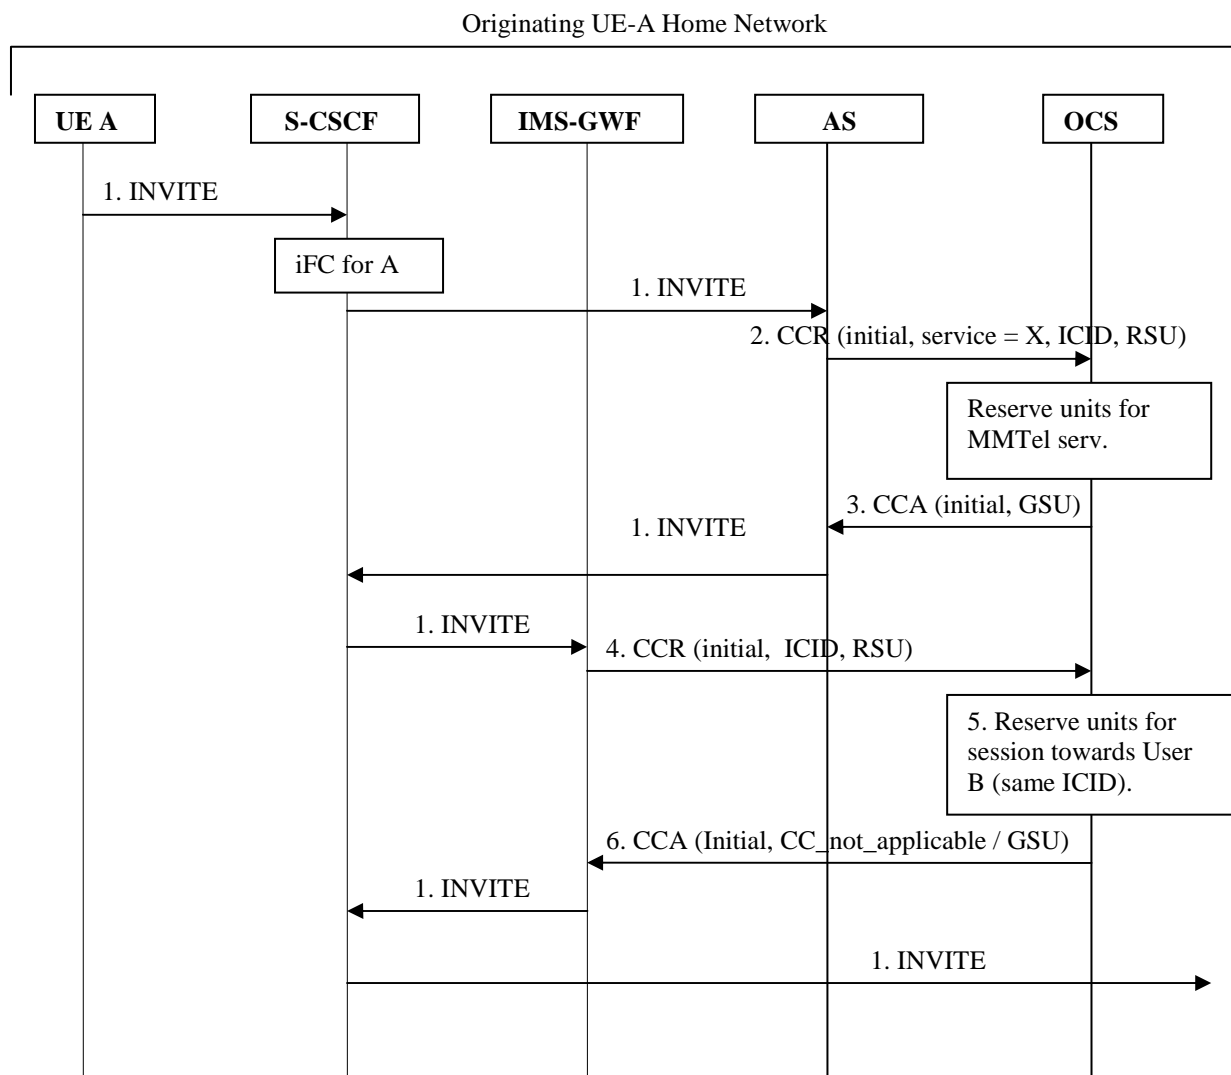 Originating UE-A Home Network
UE A
S-CSCF
IMS-GWF
AS
OCS
1. INVITE
iFC for A
1. INVITE
2. CCR (initial, service = X, ICID, RSU)
Reserve units for
MMTel serv.
3. CCA (initial, GSU)
1. INVITE
1. INVITE
4. CCR (initial, ICID, RSU)
5. Reserve units for
session towards User
B (same ICID).
6. CCA (Initial, CC_not_applicable / GSU)
1. INVITE
1. INVITE